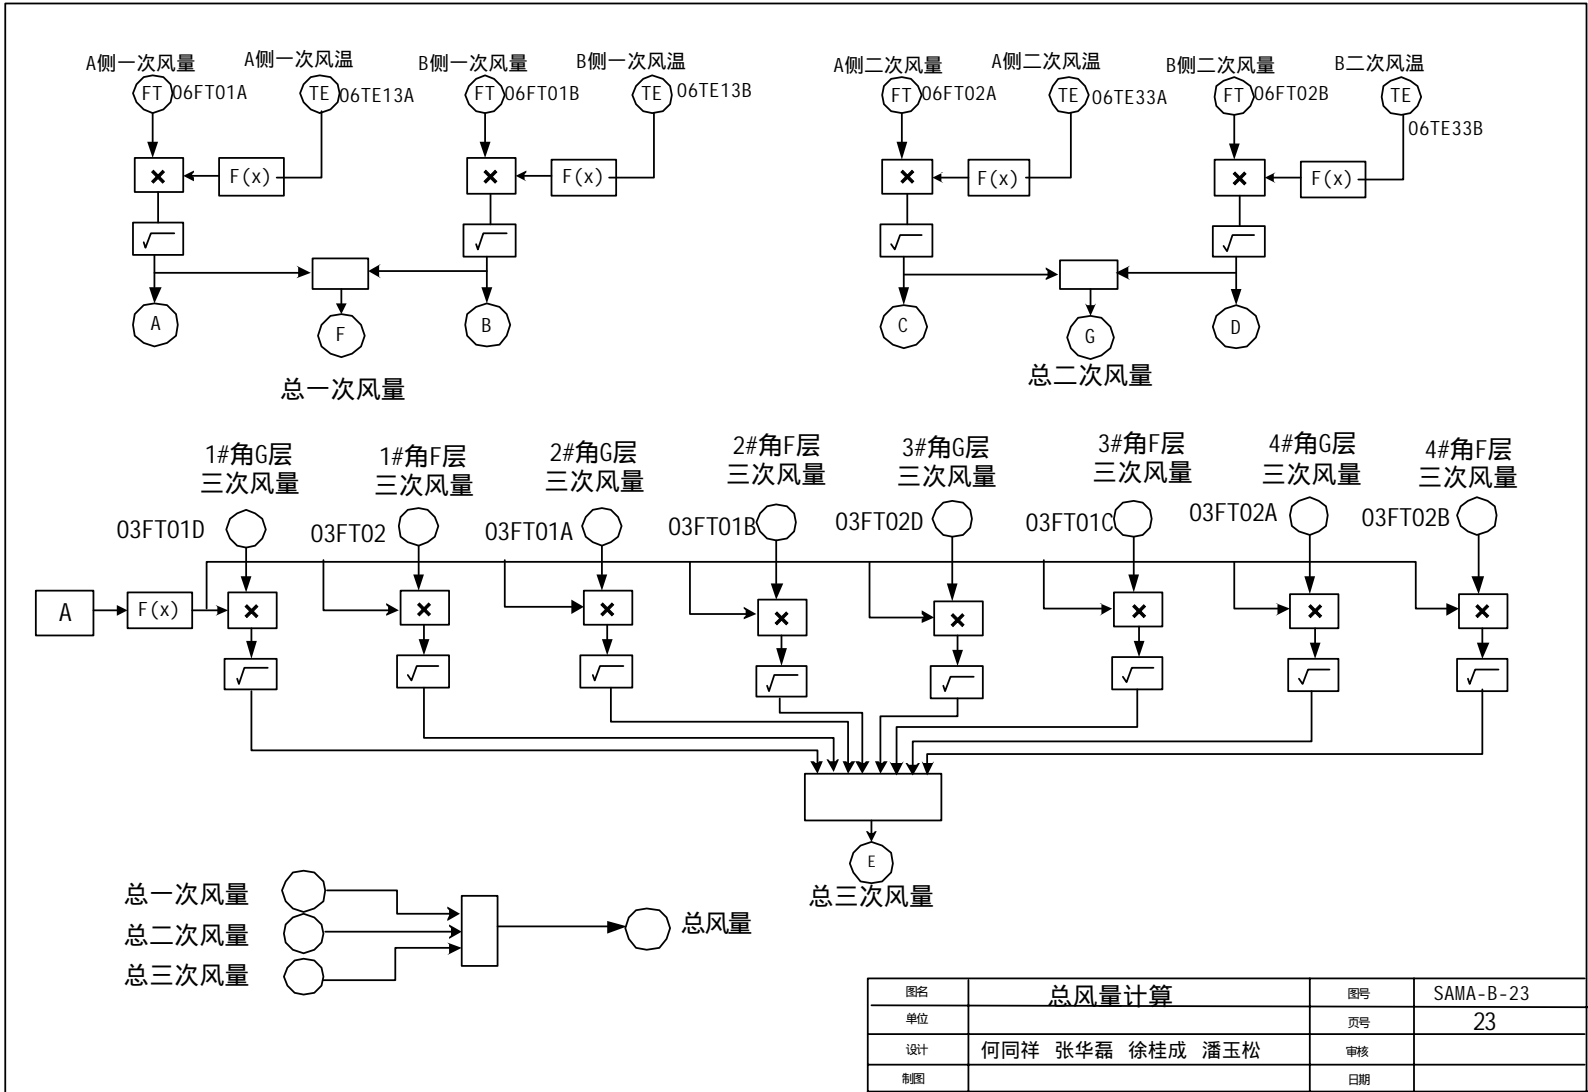 A侧一次风量
A侧一次风温
B侧一次风量
B侧一次风温
A侧二次风量
A侧二次风温
B侧二次风量
B二次风温
FT 06FT01A
TE 06TE13A
FT 06FT01B
TE 06TE13B
FT 06FT02A
TE 06TE33A
FT 06FT02B
TE
06TE33B
× F(x)
× F(x)
× F(x)
× F(x)
√
√
√
√
A
F
B
C
G
D
总一次风量
总二次风量
1#角G层
三次风量
1#角F层
三次风量
2#角G层
三次风量
2#角F层
三次风量
3#角G层
三次风量
3#角F层
三次风量
4#角G层
三次风量
4#角F层
三次风量
03FT01D
03FT02
03FT01A
03FT01B
03FT02D
03FT01C
03FT02A
03FT02B
A
F(x)
×
×
×
×
×
×
×
×
√
√
√
√
√
√
√
√
E
总三次风量
总一次风量
总二次风量
总三次风量
总风量
图名 总风量计算 图号 SAMA-B-23
单位 页号 23
设计 何同祥 张华磊 徐桂成 潘玉松 审核
制图 日期